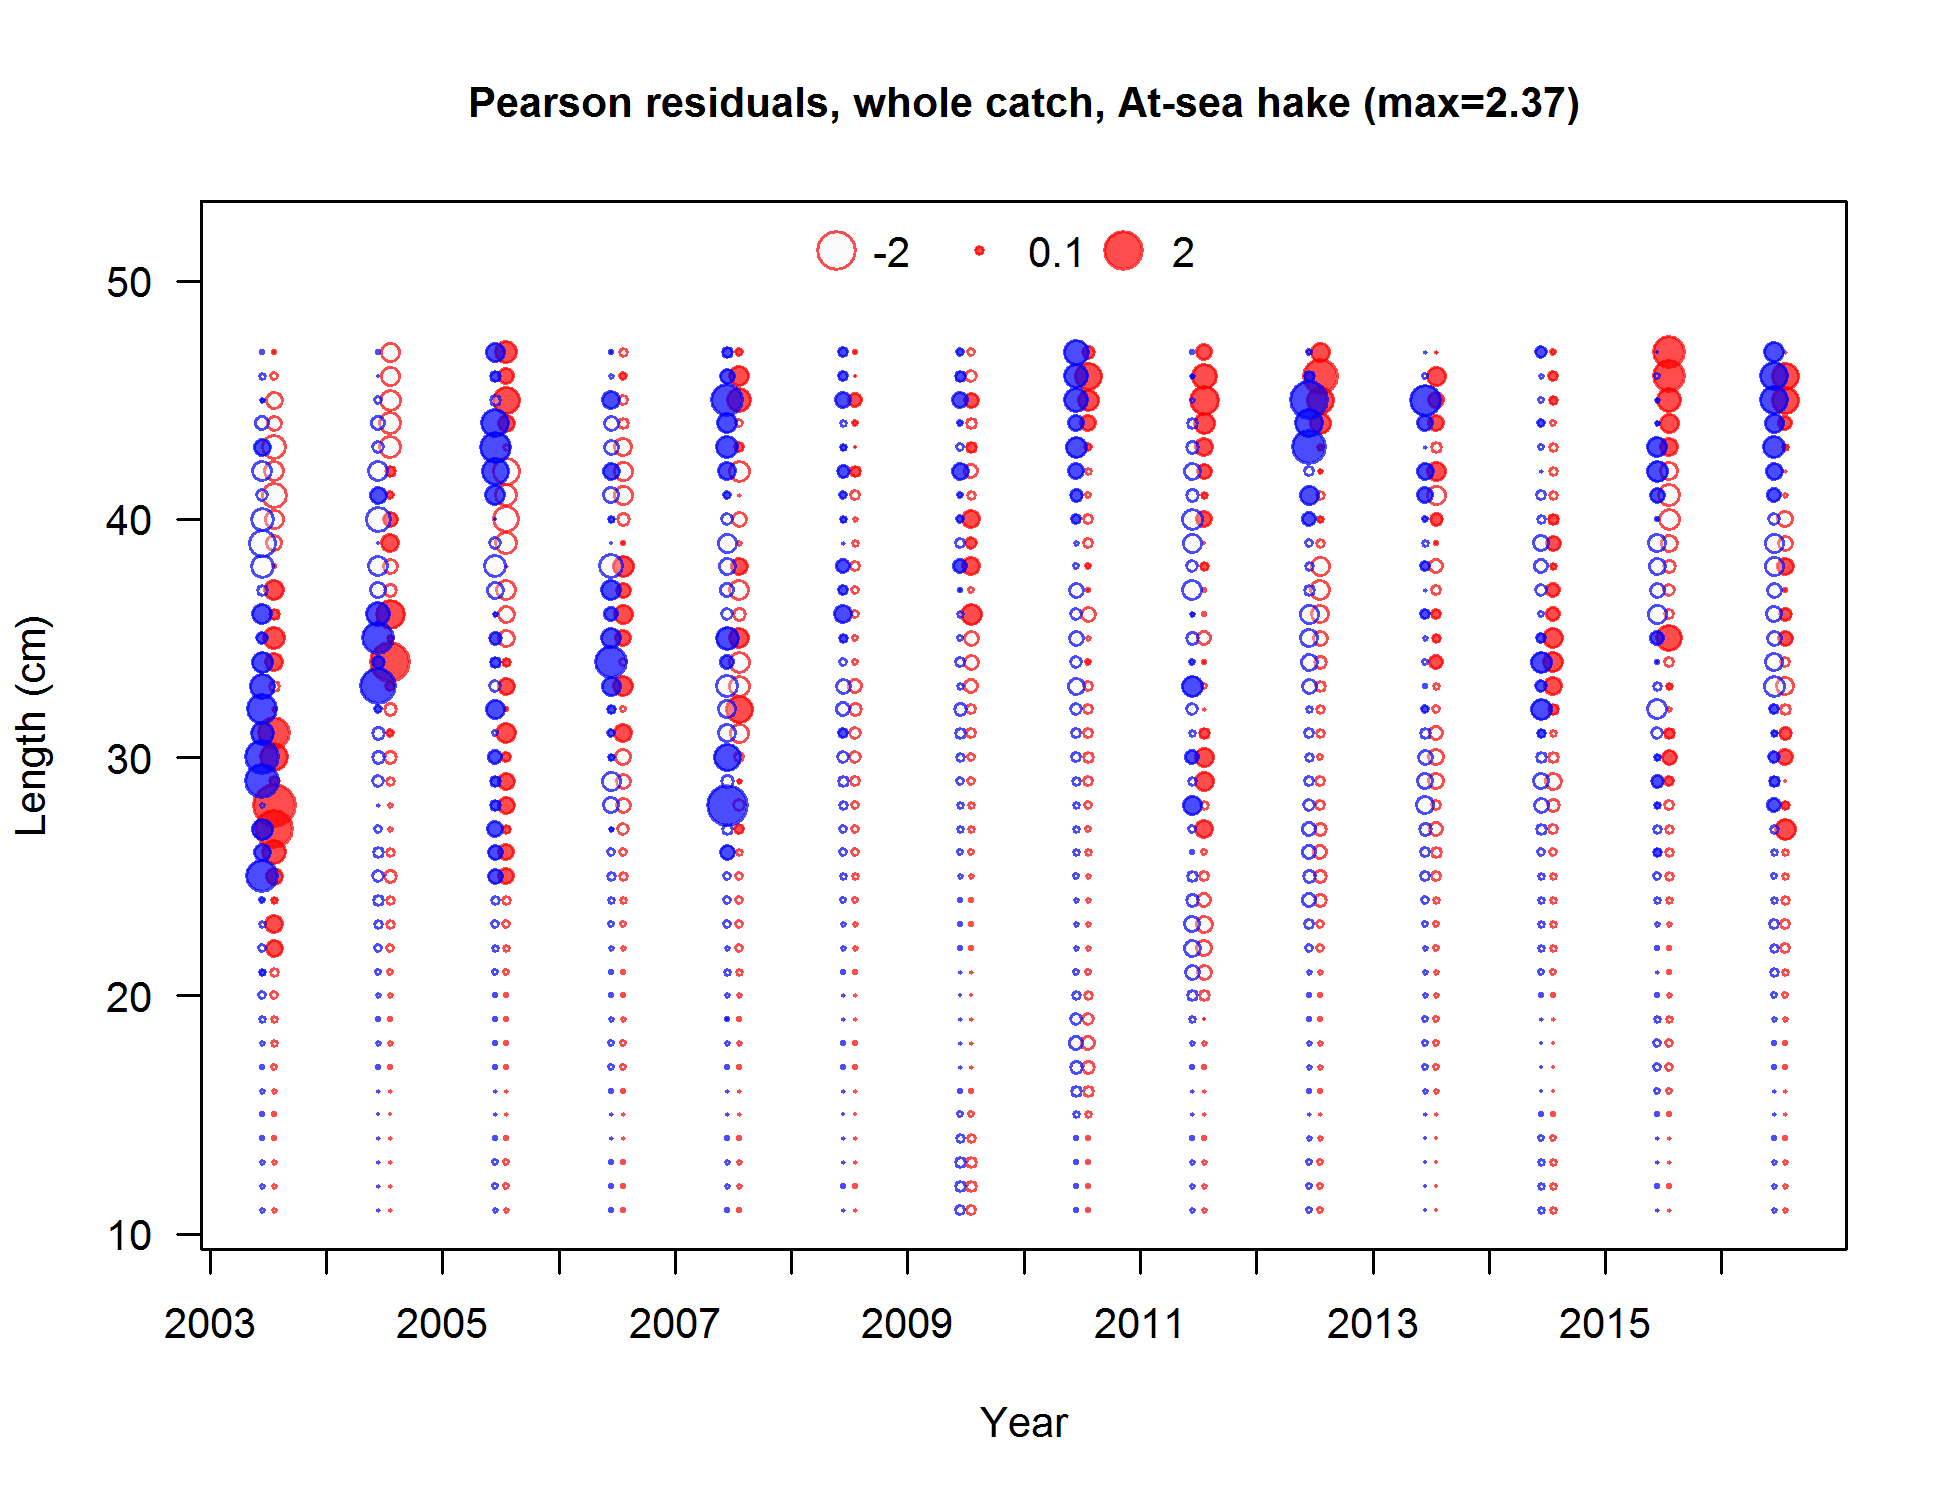 Pearson residuals, whole catch, At-sea hake (max=2.37)
-2 0.1 2
50
40
30
20
10
Length (cm)
2003 2005 2007 2009 2011 2013 2015
Year